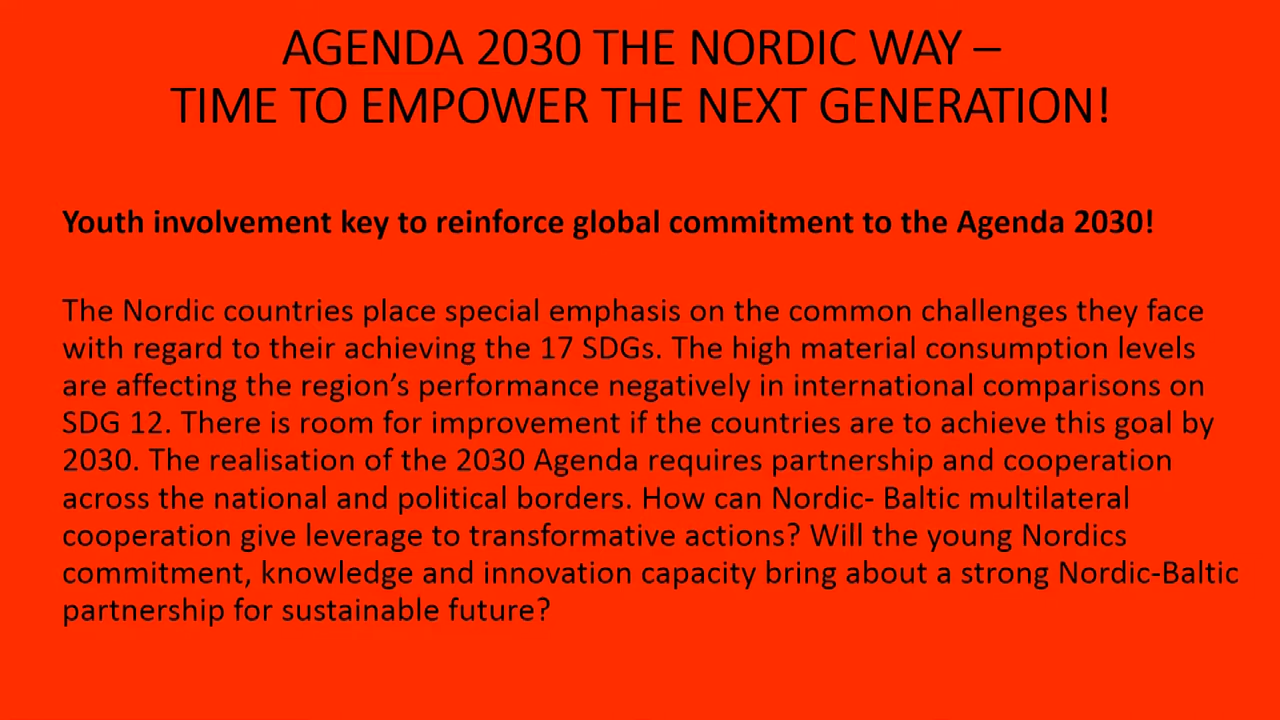 AGENDA 2030 THE NORDIC WAY –
TIME TO EMPOWER THE NEXT GENERATION!
Youth involvement key to reinforce global commitment to the Agenda 2030!
The Nordic countries place special emphasis on the common challenges they face
with regard to their achieving the 17 SDGs. The high material consumption levels
are affecting the region’s performance negatively in international comparisons on
SDG 12. There is room for improvement if the countries are to achieve this goal by
2030. The realisation of the 2030 Agenda requires partnership and cooperation
across the national and political borders. How can Nordic- Baltic multilateral
cooperation give leverage to transformative actions? Will the young Nordics
commitment, knowledge and innovation capacity bring about a strong Nordic-Baltic
partnership for sustainable future?